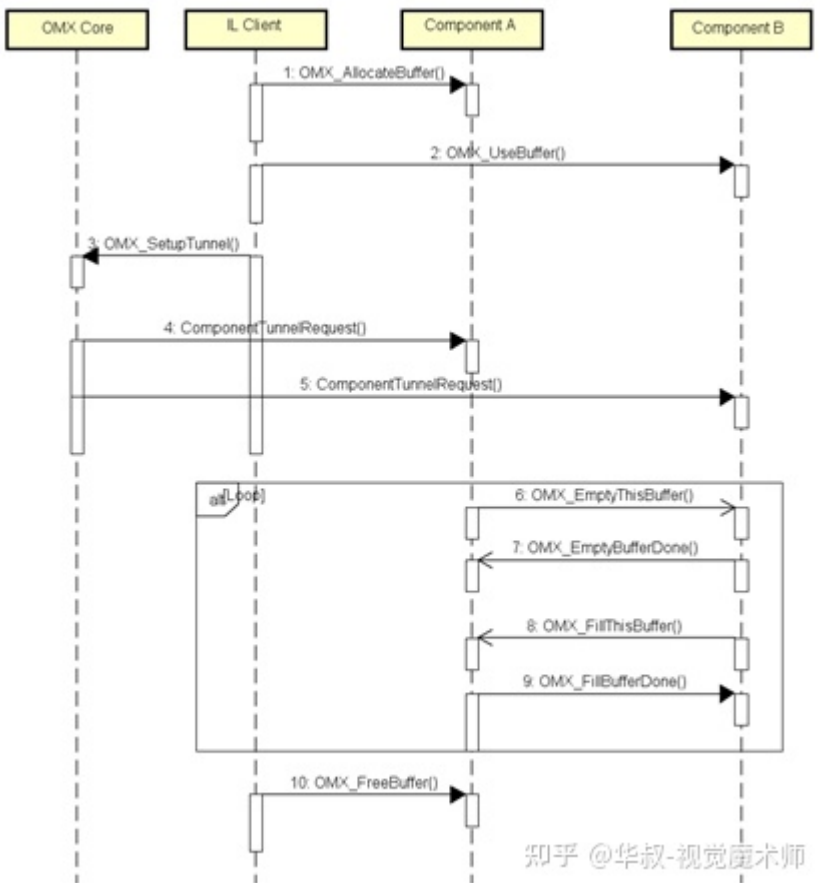 OMX Core
IL Client
Component A
Component B
1: OMX_AllocateBuffer()
2: OMX_UseBuffer()
3: OMX_SetupTunnel()
4: ComponentTunnelRequest()
5: ComponentTunnelRequest()
alt [Loop]
6: OMX_EmptyThisBuffer()
7: OMX_EmptyBufferDone()
8: OMX_FillThisBuffer()
9: OMX_FillBufferDone()
10: OMX_FreeBuffer()
知乎 @华叔-视觉魔术师